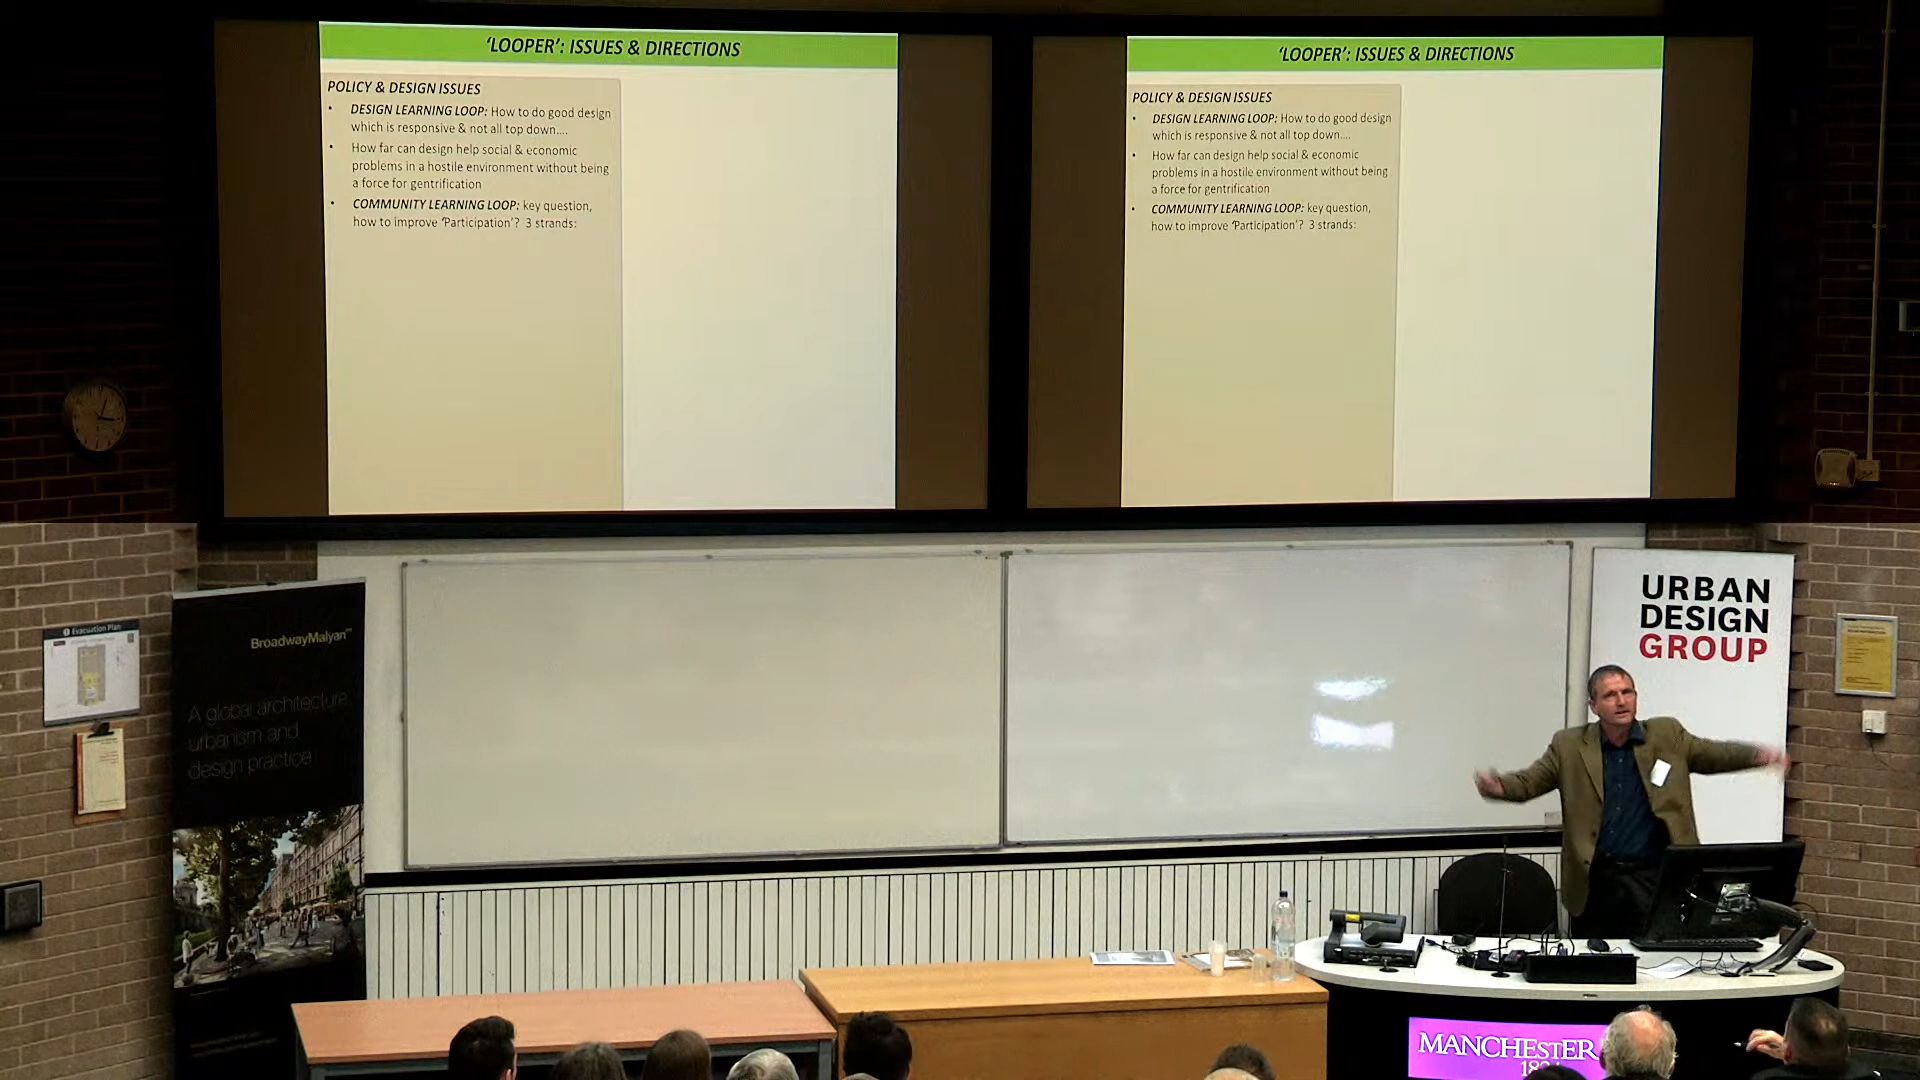 ‘LOOPER’: ISSUES & DIRECTIONS
POLICY & DESIGN ISSUES
• DESIGN LEARNING LOOP: How to do good design
which is responsive & not all top down....
• How far can design help social & economic
problems in a hostile environment without being
a force for gentrification
• COMMUNITY LEARNING LOOP: key question,
how to improve ‘Participation’? 3 strands:
‘LOOPER’: ISSUES & DIRECTIONS
POLICY & DESIGN ISSUES
• DESIGN LEARNING LOOP: How to do good design
which is responsive & not all top down....
• How far can design help social & economic
problems in a hostile environment without being
a force for gentrification
• COMMUNITY LEARNING LOOP: key question,
how to improve ‘Participation’? 3 strands:
Evacuation Plan
BroadwayMalyan
A global architecture
urbanism and
design practice
URBAN
DESIGN
GROUP
MANCHESTER